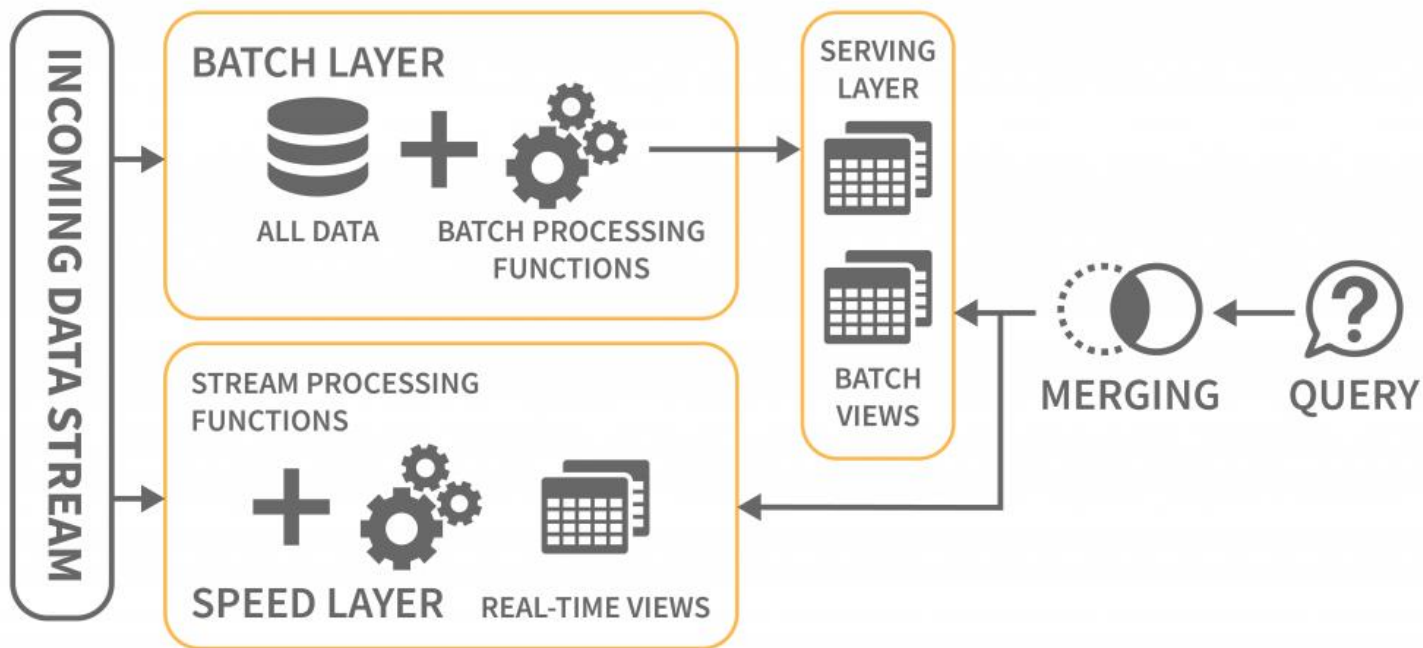 INCOMING DATA STREAM
BATCH LAYER
ALL DATA
BATCH PROCESSING
FUNCTIONS
STREAM PROCESSING
FUNCTIONS
SPEED LAYER
REAL-TIME VIEWS
SERVING
LAYER
BATCH
VIEWS
MERGING
QUERY